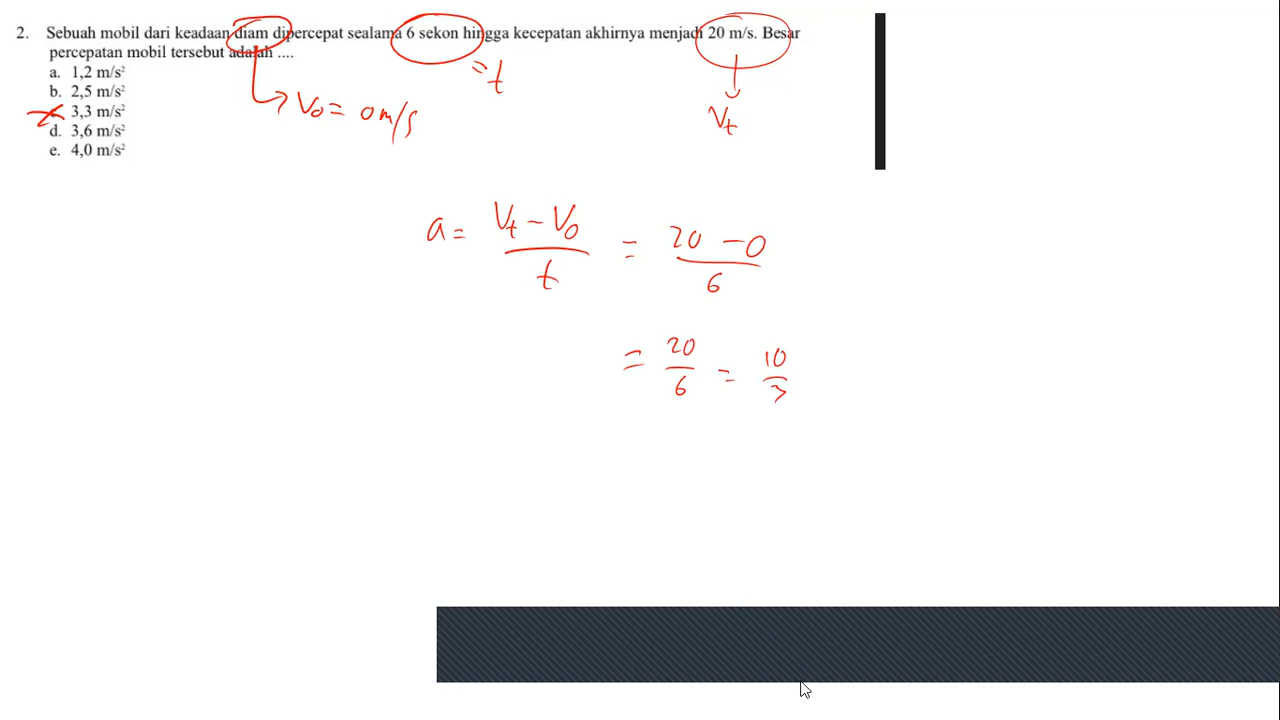 2. Sebuah mobil dari keadaan diam dipercepat sealama 6 sekon hingga kecepatan akhirnya menjadi 20 m/s. Besar
percepatan mobil tersebut adalah ....
a. 1,2 m/s²
b. 2,5 m/s²
3,3 m/s²
d. 3,6 m/s²
e. 4,0 m/s²
= t
V₀ = 0 m/s
Vt
a = (Vt - V₀)/t = (20 - 0)/6
= 20/6 = 10/3